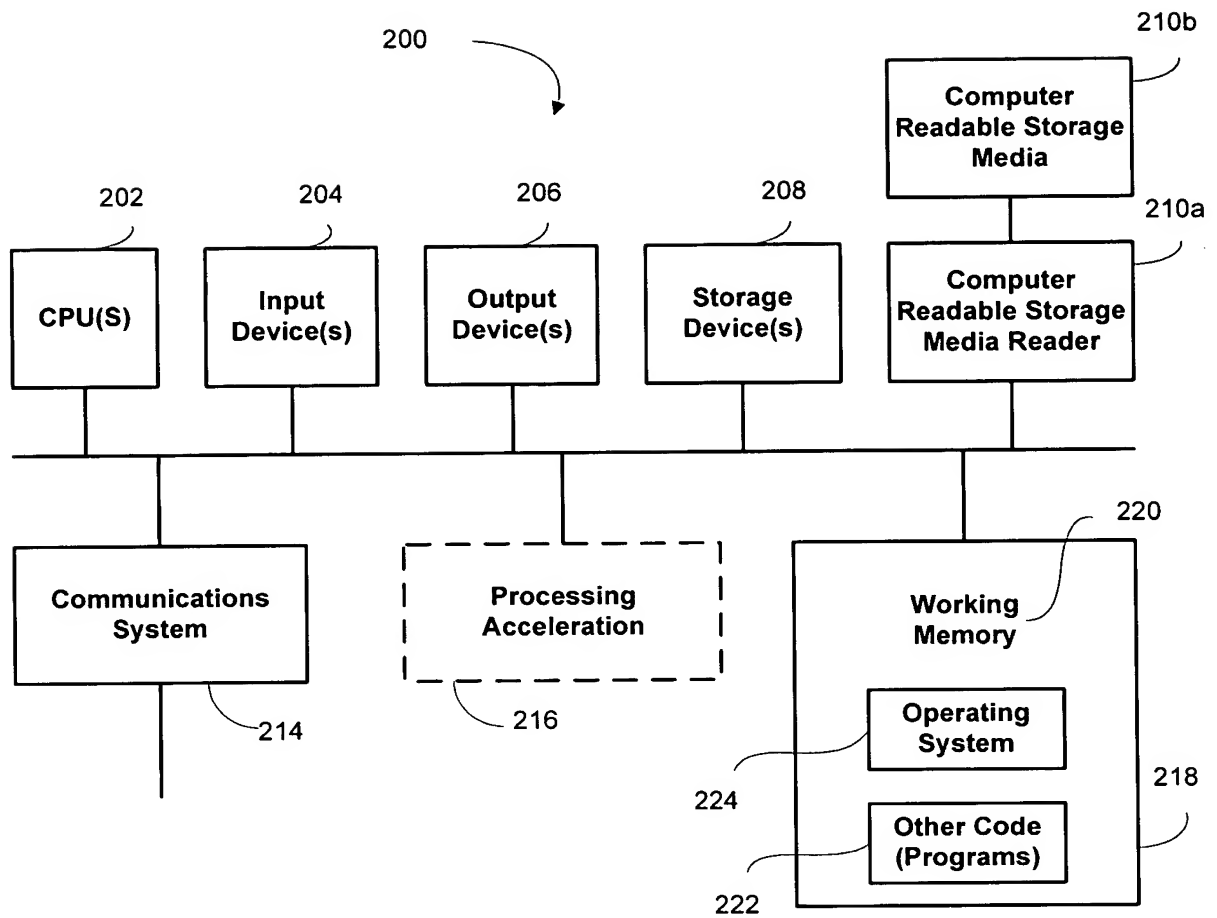 200
210b
Computer
Readable Storage
Media
202
204
206
208
210a
CPU(S)
Input
Device(s)
Output
Device(s)
Storage
Device(s)
Computer
Readable Storage
Media Reader
220
Communications
System
Processing
Acceleration
Working
Memory
214
216
Operating
System
224
218
Other Code
(Programs)
222